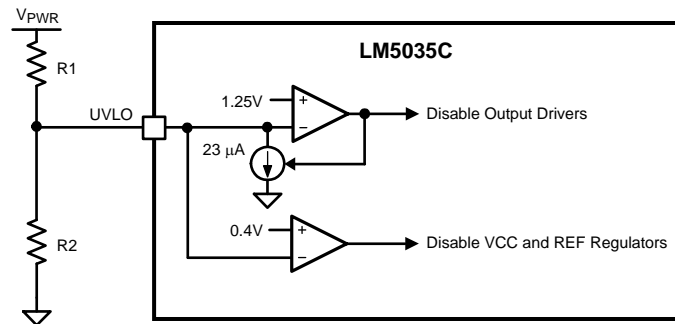 VPWR
R1
LM5035C
UVLO
1.25V
+
−
Disable Output Drivers
23 μA
0.4V
+
−
Disable VCC and REF Regulators
R2